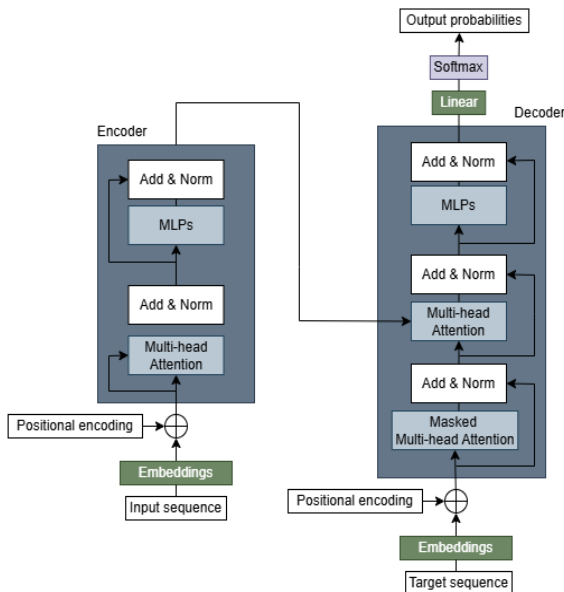 Output probabilities
Softmax
Linear
Decoder
Encoder
Add & Norm
MLPs
Add & Norm
Multi-head
Attention
Positional encoding
Embeddings
Input sequence
Add & Norm
MLPs
Add & Norm
Multi-head
Attention
Add & Norm
Masked
Multi-head Attention
Positional encoding
Embeddings
Target sequence